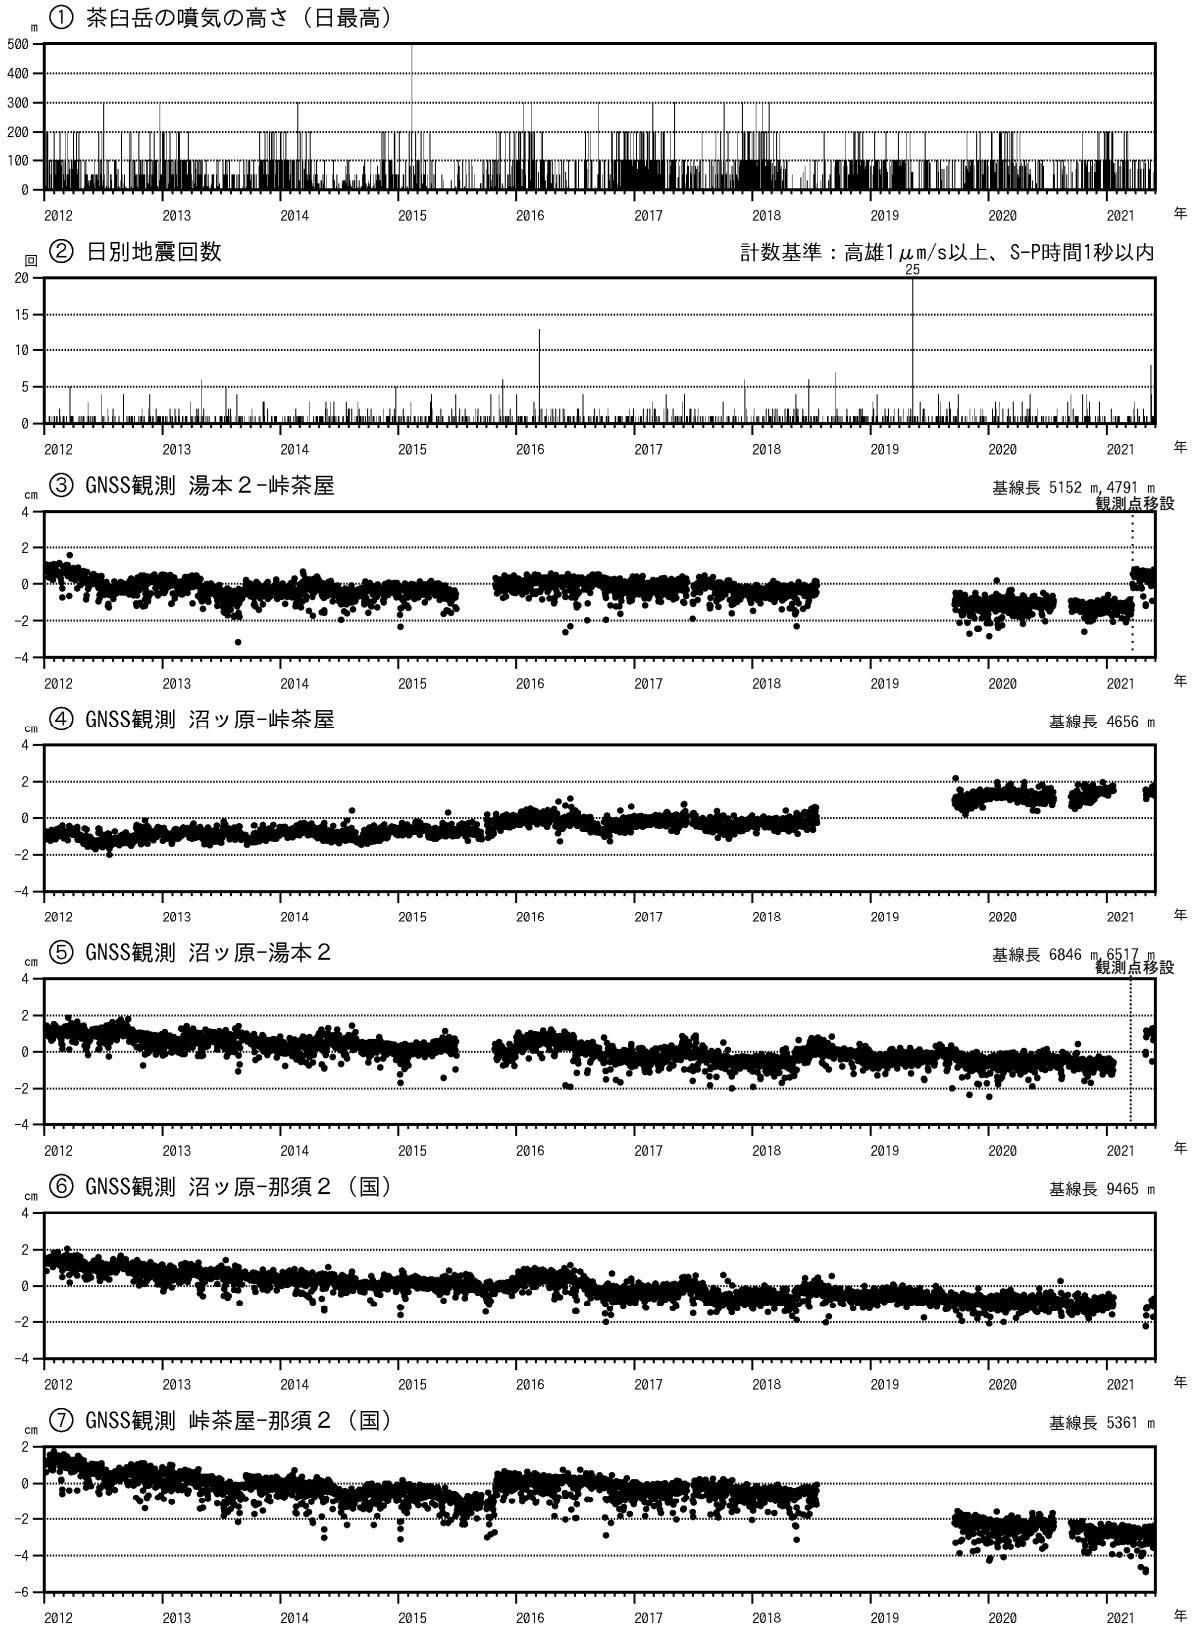 ① 茶臼岳の噴気の高さ（日最高）
m
500
400
300
200
100
0
2012 2013 2014 2015 2016 2017 2018 2019 2020 2021 年
② 日別地震回数 計数基準：高雄1μm/s以上、S-P時間1秒以内
回
25
20
15
10
5
0
2012 2013 2014 2015 2016 2017 2018 2019 2020 2021 年
③ GNSS観測 湯本２-峠茶屋 基線長 5152 m,4791 m
cm
観測点移設
4
2
0
-2
-4
2012 2013 2014 2015 2016 2017 2018 2019 2020 2021 年
④ GNSS観測 沼ッ原-峠茶屋 基線長 4656 m
cm
4
2
0
-2
-4
2012 2013 2014 2015 2016 2017 2018 2019 2020 2021 年
⑤ GNSS観測 沼ッ原-湯本２ 基線長 6846 m,6517 m
cm
観測点移設
4
2
0
-2
-4
2012 2013 2014 2015 2016 2017 2018 2019 2020 2021 年
⑥ GNSS観測 沼ッ原-那須２（国） 基線長 9465 m
cm
4
2
0
-2
-4
2012 2013 2014 2015 2016 2017 2018 2019 2020 2021 年
⑦ GNSS観測 峠茶屋-那須２（国） 基線長 5361 m
cm
2
0
-2
-4
-6
2012 2013 2014 2015 2016 2017 2018 2019 2020 2021 年